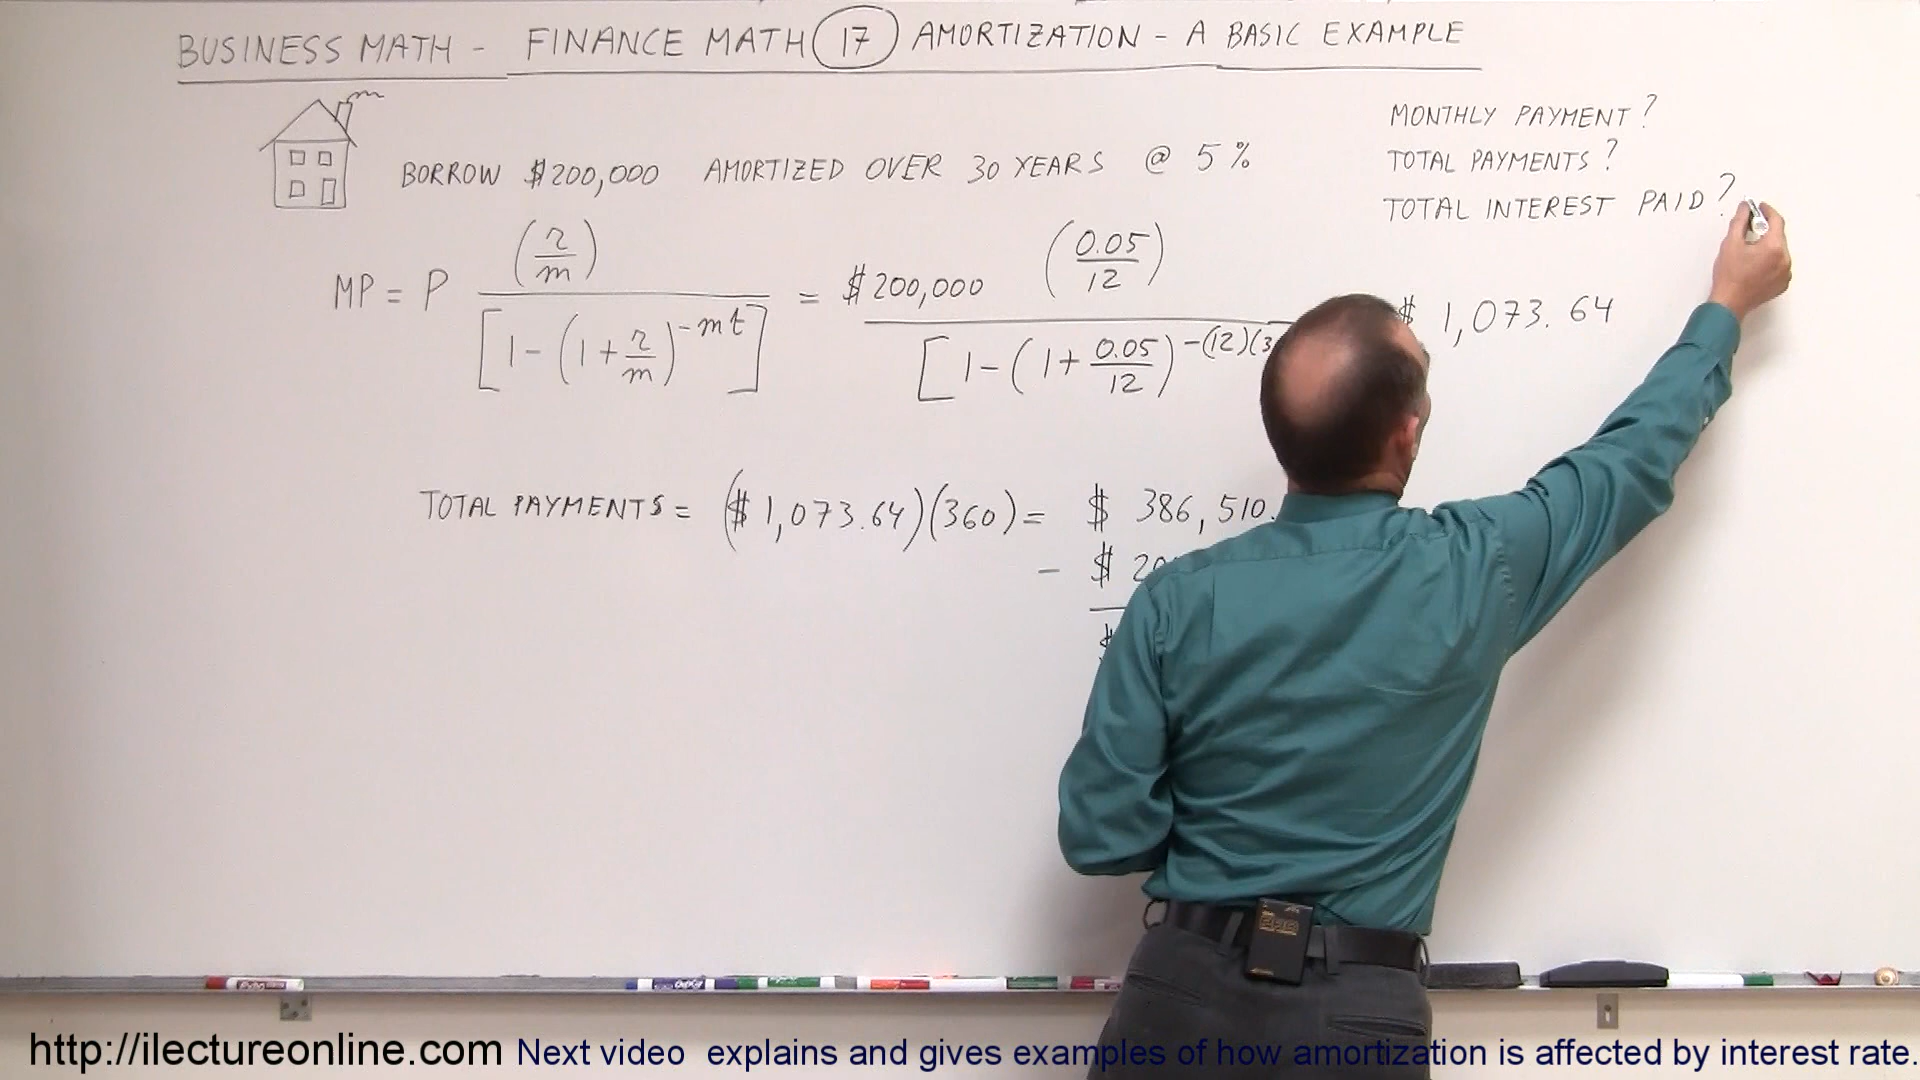 BUSINESS MATH - FINANCE MATH 17 AMORTIZATION - A BASIC EXAMPLE
MONTHLY PAYMENT?
TOTAL PAYMENTS?
TOTAL INTEREST PAID?
BORROW $200,000 AMORTIZED OVER 30 YEARS @ 5%
MP = P (r/m) / [1 - (1 + r/m)^-mt] = $200,000 (0.05/12) / [1 - (1 + 0.05/12)^-(12)(3 $ 1,073.64
TOTAL PAYMENTS = ($ 1,073.64)(360) = $ 386,510.
- $ 20
$
http://ilectureonline.com Next video explains and gives examples of how amortization is affected by interest rate.